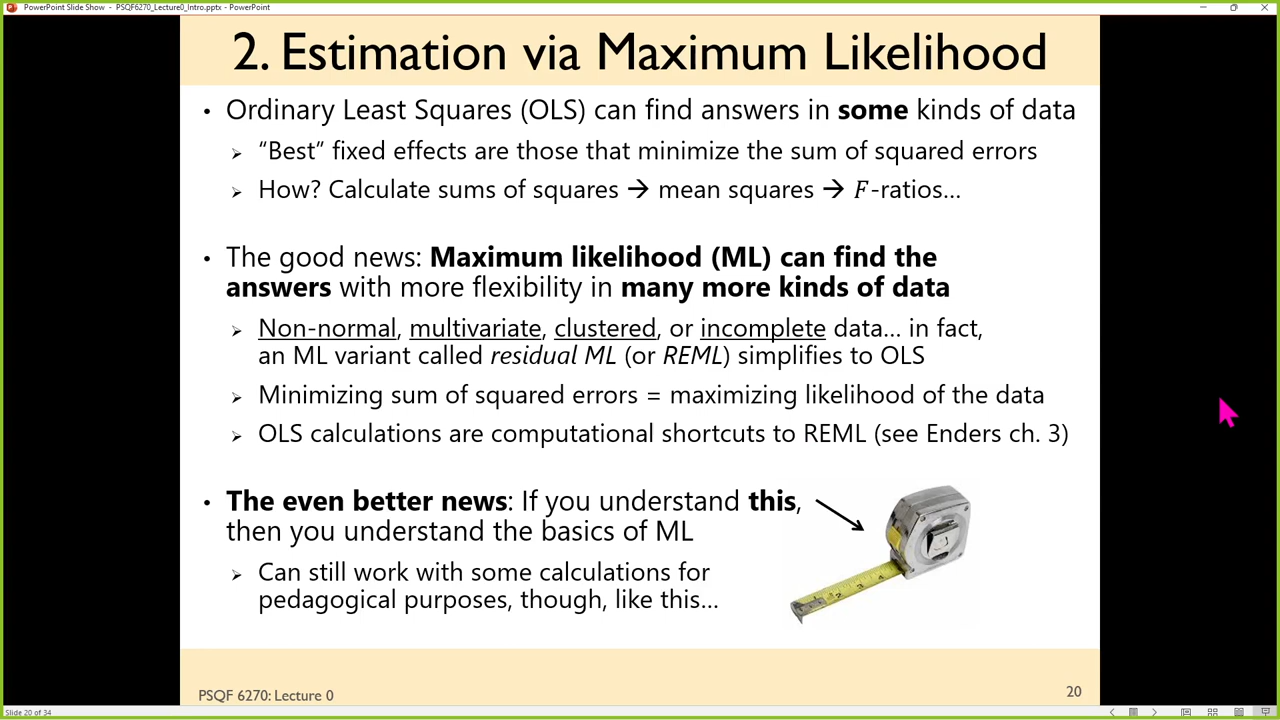 PowerPoint Slide Show - PSQF6270_Lecture0_Intro.pptx - PowerPoint
2. Estimation via Maximum Likelihood
• Ordinary Least Squares (OLS) can find answers in some kinds of data
➢ “Best” fixed effects are those that minimize the sum of squared errors
➢ How? Calculate sums of squares → mean squares → F-ratios…
• The good news: Maximum likelihood (ML) can find the
answers with more flexibility in many more kinds of data
➢ Non-normal, multivariate, clustered, or incomplete data… in fact,
an ML variant called residual ML (or REML) simplifies to OLS
➢ Minimizing sum of squared errors = maximizing likelihood of the data
➢ OLS calculations are computational shortcuts to REML (see Enders ch. 3)
• The even better news: If you understand this,
then you understand the basics of ML
➢ Can still work with some calculations for
pedagogical purposes, though, like this…
2 3 4
PSQF 6270: Lecture 0
20
Slide 20 of 34